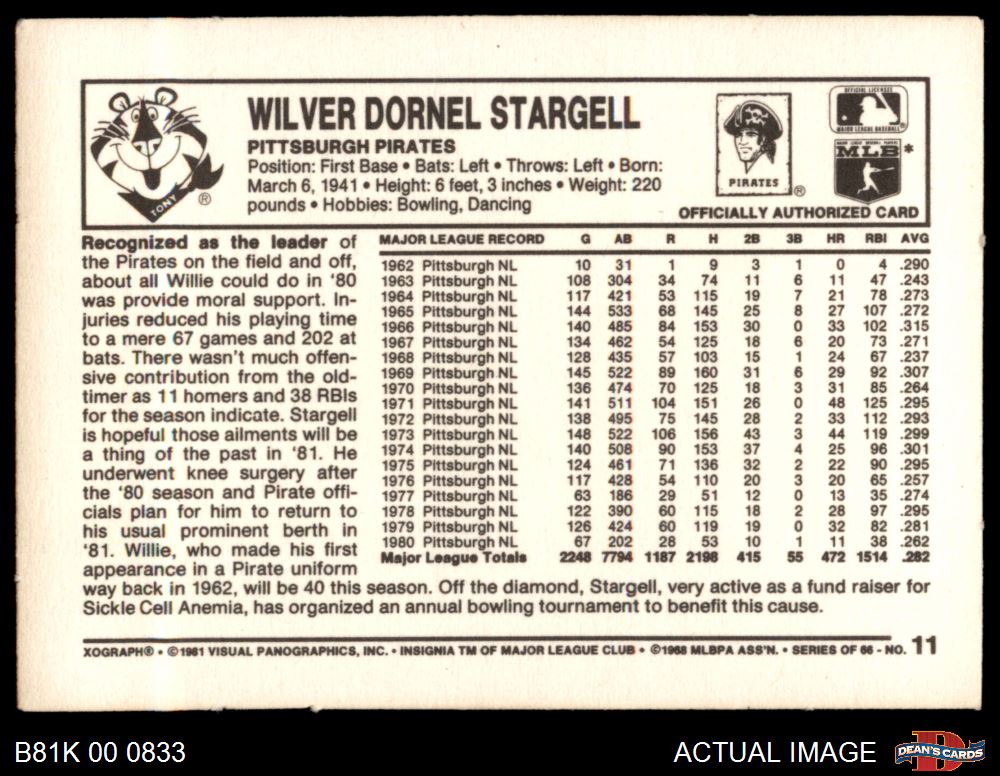 WILVER DORNEL STARGELL
PITTSBURGH PIRATES
Position: First Base • Bats: Left • Throws: Left • Born:
March 6, 1941 • Height: 6 feet, 3 inches • Weight: 220
pounds • Hobbies: Bowling, Dancing
TONY ®
PIRATES ®
OFFICIAL LICENSEE
MAJOR LEAGUE BASEBALL ®
MAJOR LEAGUE BASEBALL PLAYERS
MLB *
OFFICIALLY AUTHORIZED CARD
Recognized as the leader of
the Pirates on the field and off,
about all Willie could do in '80
was provide moral support. In-
juries reduced his playing time
to a mere 67 games and 202 at
bats. There wasn't much offen-
sive contribution from the old-
timer as 11 homers and 38 RBIs
for the season indicate. Stargell
is hopeful those ailments will be
a thing of the past in '81. He
underwent knee surgery after
the '80 season and Pirate offi-
cials plan for him to return to
his usual prominent berth in
'81. Willie, who made his first
appearance in a Pirate uniform
way back in 1962, will be 40 this season. Off the diamond, Stargell, very active as a fund raiser for
Sickle Cell Anemia, has organized an annual bowling tournament to benefit this cause.
MAJOR LEAGUE RECORD G AB R H 2B 3B HR RBI AVG
1962 Pittsburgh NL 10 31 1 9 3 1 0 4 .290
1963 Pittsburgh NL 108 304 34 74 11 6 11 47 .243
1964 Pittsburgh NL 117 421 53 115 19 7 21 78 .273
1965 Pittsburgh NL 144 533 68 145 25 8 27 107 .272
1966 Pittsburgh NL 140 485 84 153 30 0 33 102 .315
1967 Pittsburgh NL 134 462 54 125 18 6 20 73 .271
1968 Pittsburgh NL 128 435 57 103 15 1 24 67 .237
1969 Pittsburgh NL 145 522 89 160 31 6 29 92 .307
1970 Pittsburgh NL 136 474 70 125 18 3 31 85 .264
1971 Pittsburgh NL 141 511 104 151 26 0 48 125 .295
1972 Pittsburgh NL 138 495 75 145 28 2 33 112 .293
1973 Pittsburgh NL 148 522 106 156 43 3 44 119 .299
1974 Pittsburgh NL 140 508 90 153 37 4 25 96 .301
1975 Pittsburgh NL 124 461 71 136 32 2 22 90 .295
1976 Pittsburgh NL 117 428 54 110 20 3 20 65 .257
1977 Pittsburgh NL 63 186 29 51 12 0 13 35 .274
1978 Pittsburgh NL 122 390 60 115 18 2 28 97 .295
1979 Pittsburgh NL 126 424 60 119 19 0 32 82 .281
1980 Pittsburgh NL 67 202 28 53 10 1 11 38 .262
Major League Totals 2248 7794 1187 2198 415 55 472 1514 .282
XOGRAPH® • ©1981 VISUAL PANOGRAPHICS, INC. • INSIGNIA TM OF MAJOR LEAGUE CLUB • ©1968 MLBPA ASS'N. • SERIES OF 66 - NO. 11
B81K 00 0833
ACTUAL IMAGE
DEAN'S CARDS